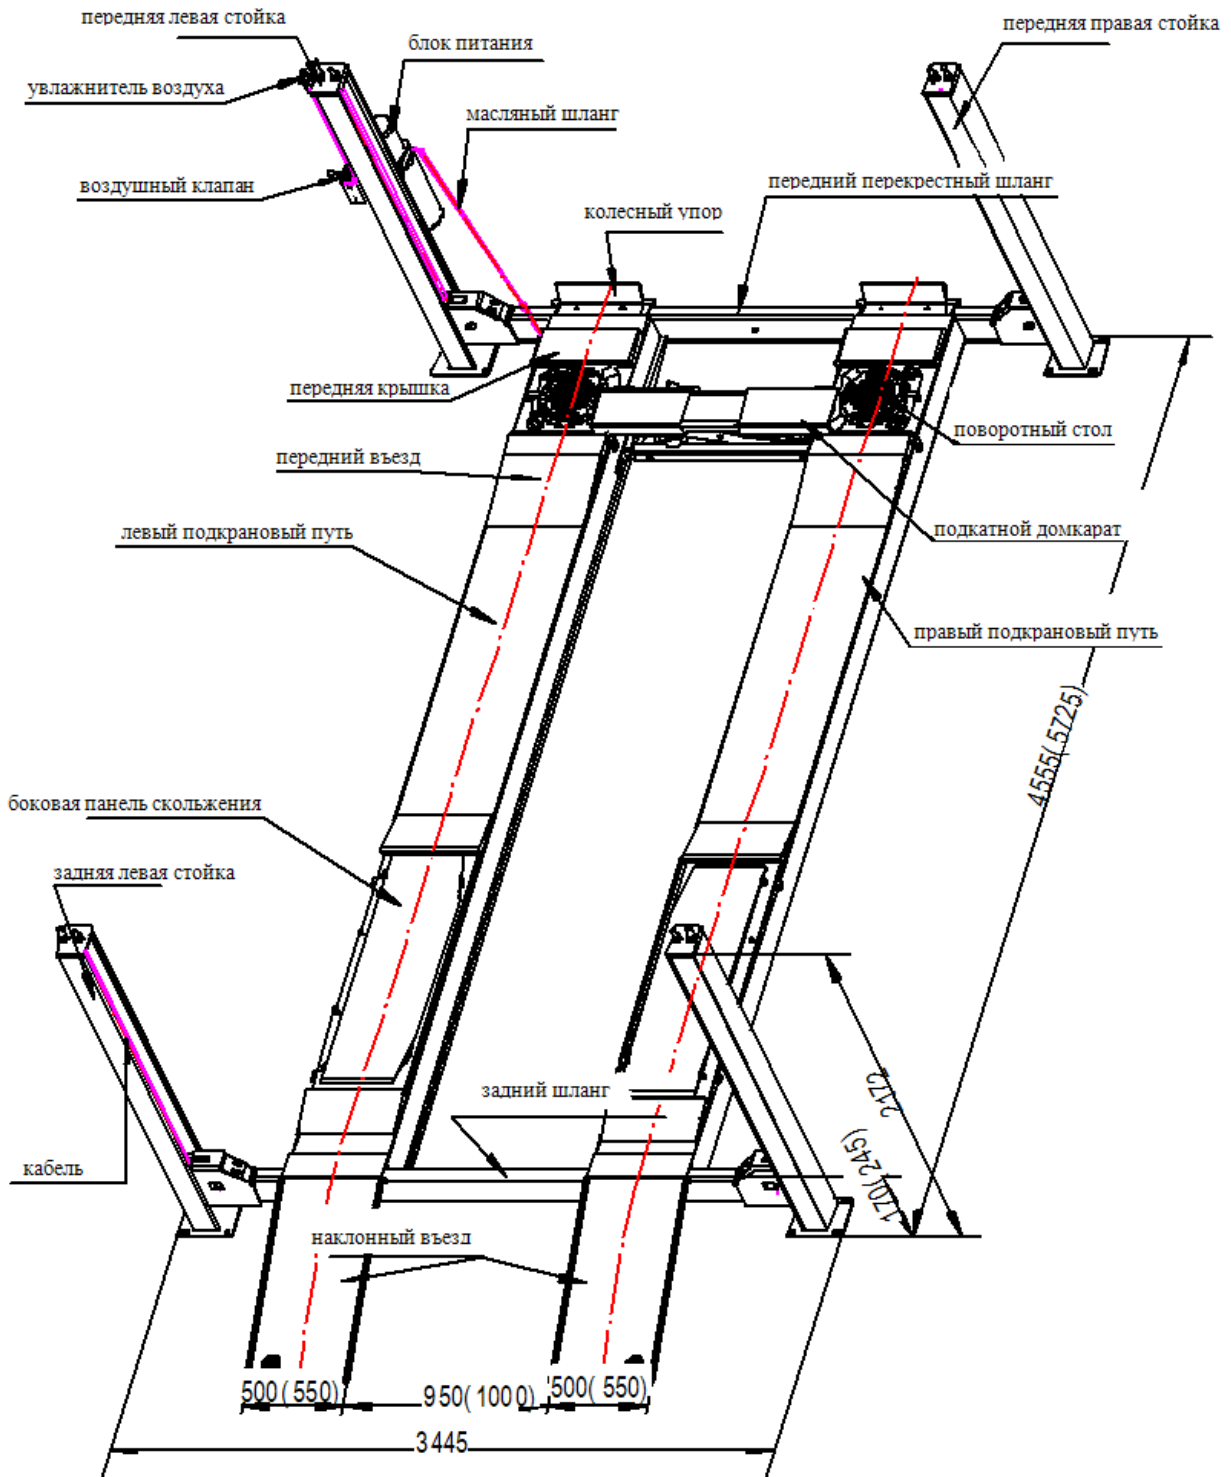 передняя левая стойка
передняя правая стойка
блок питания
увлажнитель воздуха
масляный шланг
воздушный клапан
передний перекрестный шланг
колесный упор
передняя крышка
поворотный стол
передний въезд
левый подкрановый путь
подкатной домкарат
правый подкрановый путь
4555(5725)
боковая панель скольжения
задняя левая стойка
2172
задний шланг
170(245)
кабель
наклонный въезд
500(550)
950(1000)
500(550)
3445